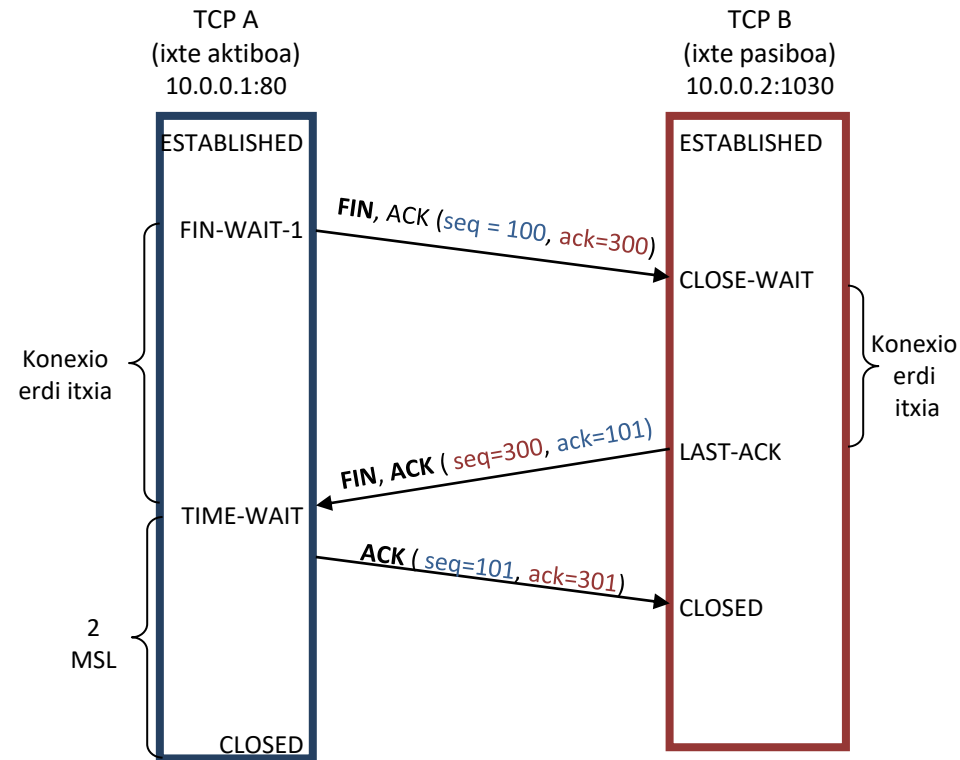 TCP A
(ixte aktiboa)
10.0.0.1:80
TCP B
(ixte pasiboa)
10.0.0.2:1030
ESTABLISHED
ESTABLISHED
FIN-WAIT-1
FIN, ACK (seq = 100, ack=300)
CLOSE-WAIT
Konexio
erdi itxia
Konexio
erdi
itxia
FIN, ACK ( seq=300, ack=101)
LAST-ACK
TIME-WAIT
ACK ( seq=101, ack=301)
CLOSED
2
MSL
CLOSED